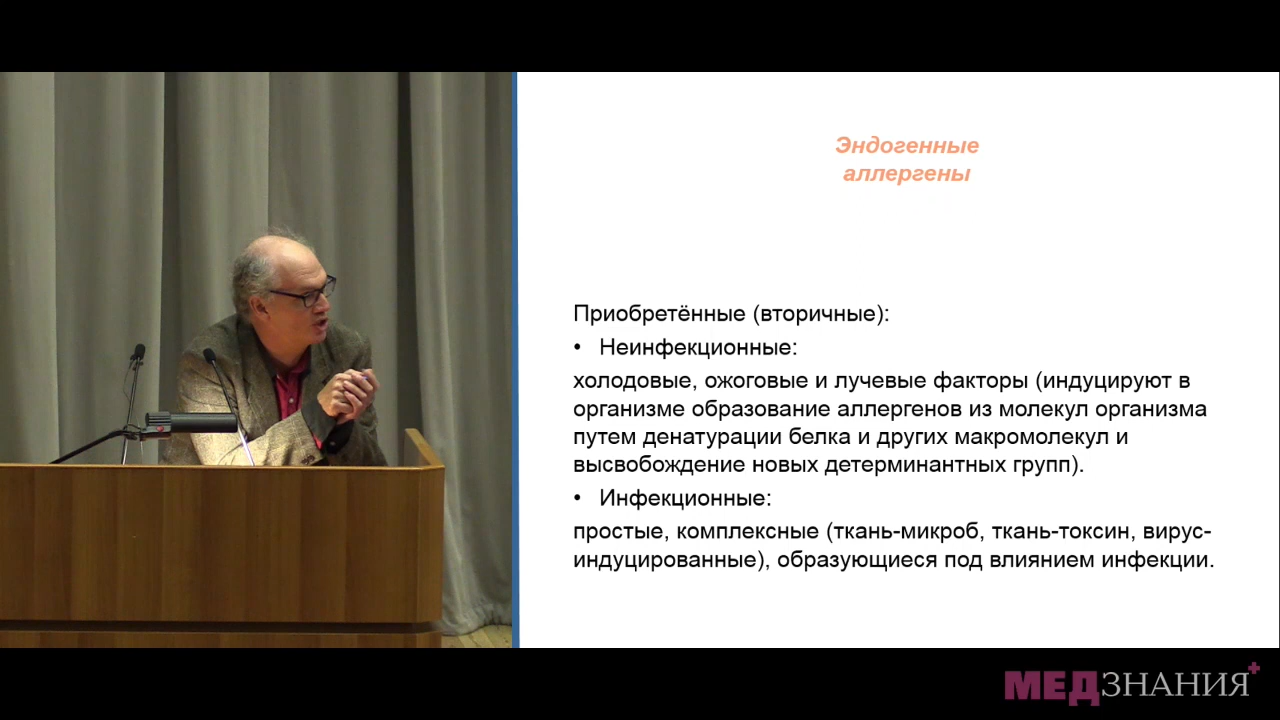 Эндогенные
аллергены
Приобретённые (вторичные):
• Неинфекционные:
холодовые, ожоговые и лучевые факторы (индуцируют в
организме образование аллергенов из молекул организма
путем денатурации белка и других макромолекул и
высвобождение новых детерминантных групп).
• Инфекционные:
простые, комплексные (ткань-микроб, ткань-токсин, вирус-
индуцированные), образующиеся под влиянием инфекции.
МЕДЗНАНИЯ+